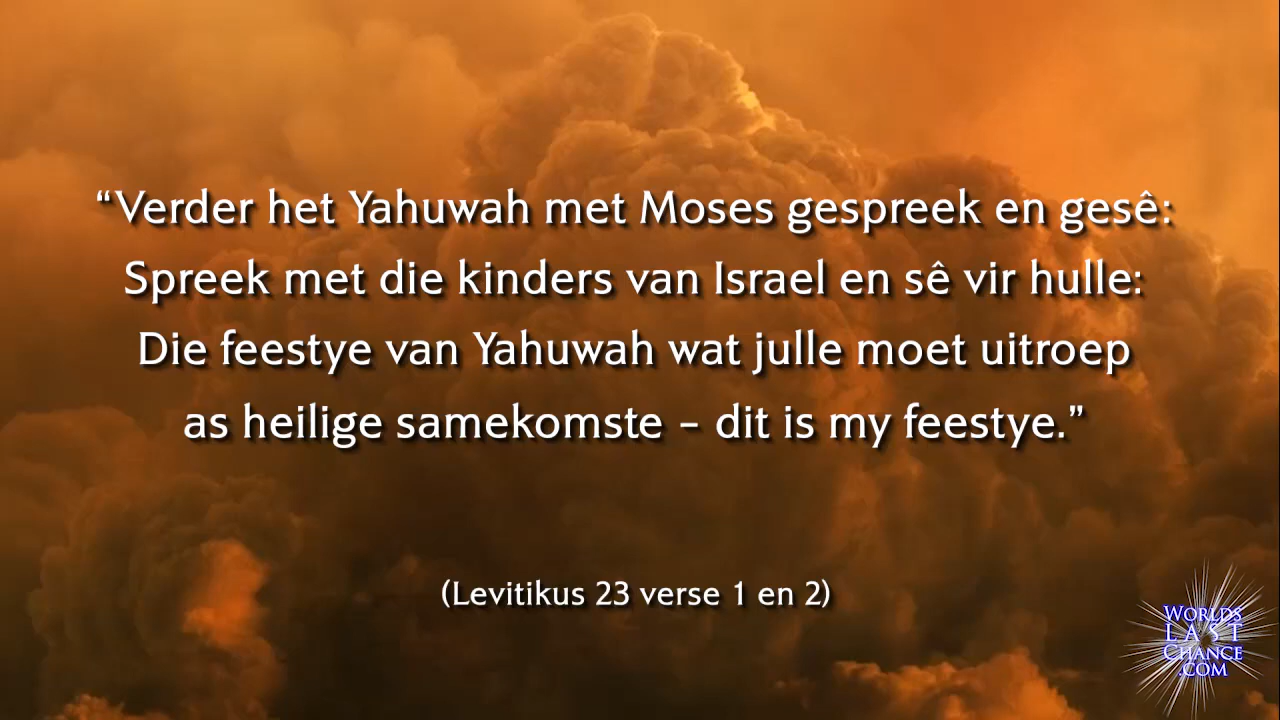 “Verder het Yahuwah met Moses gespreek en gesê:
Spreek met die kinders van Israel en sê vir hulle:
Die feestye van Yahuwah wat julle moet uitroep
as heilige samekomste – dit is my feestye.”
(Levitikus 23 verse 1 en 2)
WORLDS
LAST
CHANCE
.COM